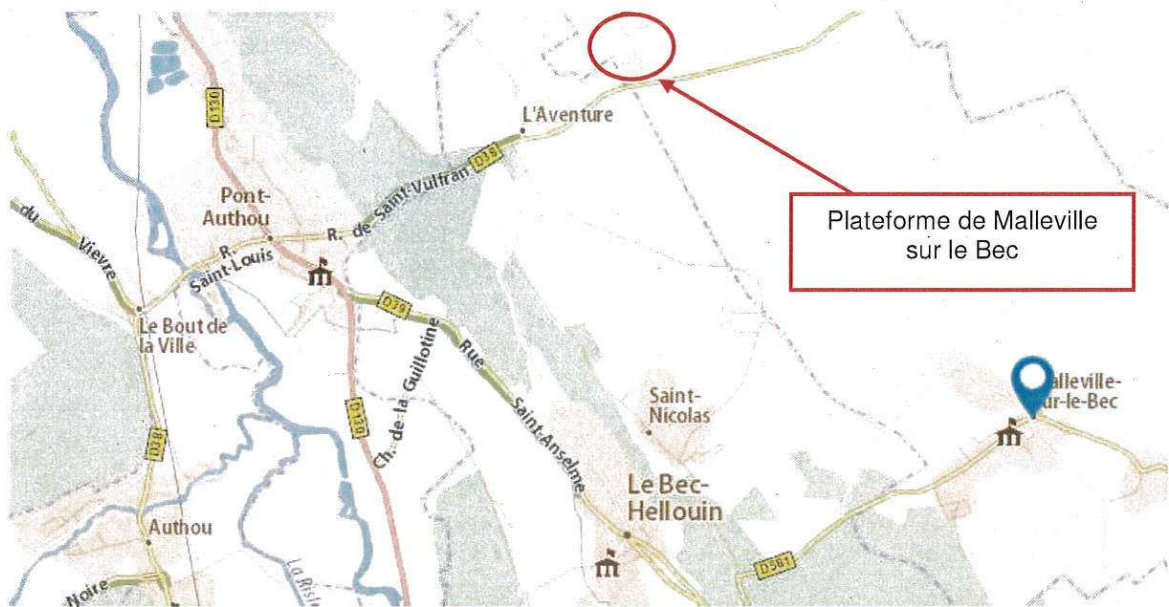 D130
L'Aventure
D38
R. de Saint-Vulfran
Plateforme de Malleville
sur le Bec
Pont-
Authou
du Vievre
R.
Saint-Louis
D39
Le Bout de
la Ville
Rue Saint-Anselme
Ch. de la Guillotine
D130
Saint-
Nicolas
alleville-
ur-le-Bec
D38
Le Bec-
Hellouin
Authou
D581
Noire
La Risle